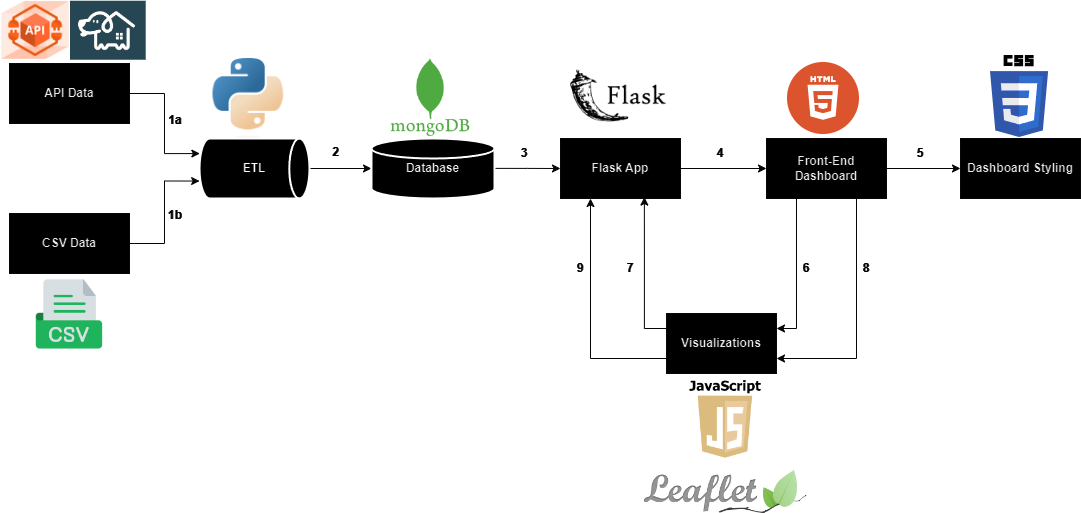 API
API Data
1a
CSV Data
CSV
1b
ETL
2
mongoDB
Database
3
Flask
Flask App
4
HTML
5
Front-End
Dashboard
5
CSS
3
Dashboard Styling
9
7
6
8
Visualizations
JavaScript
JS
Leaflet